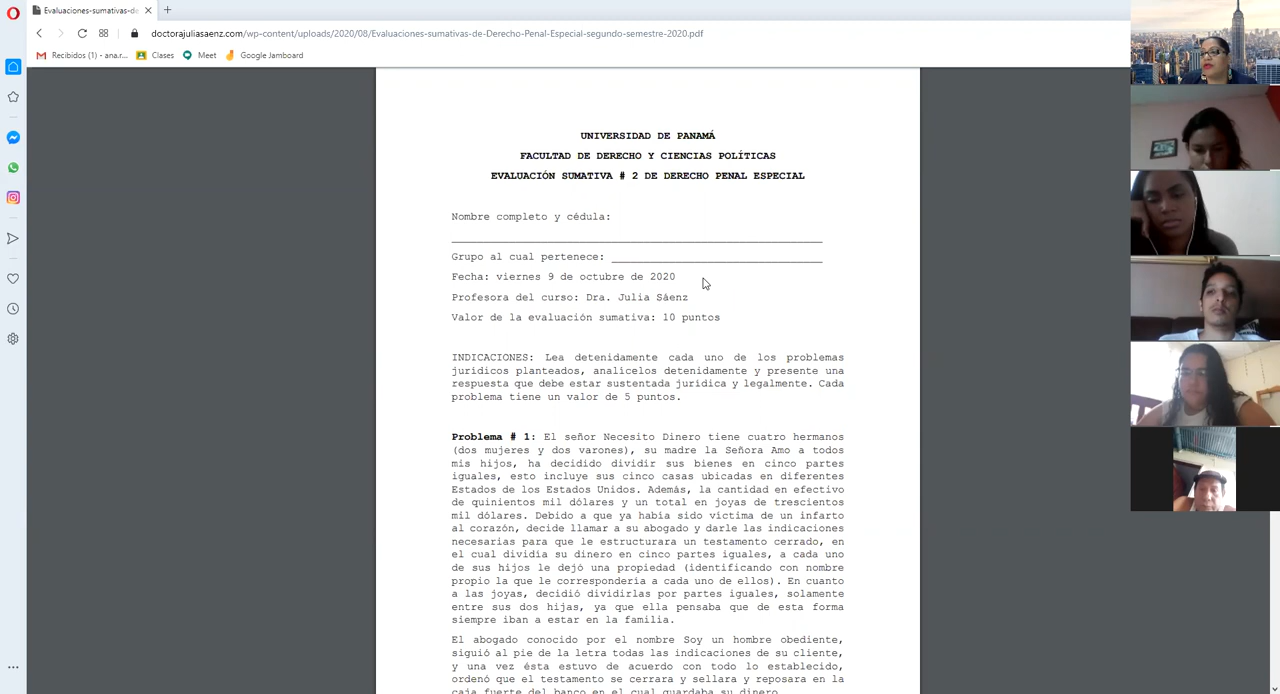 Evaluaciones-sumativas-de
doctorajuliasaenz.com/wp-content/uploads/2020/08/Evaluaciones-sumativas-de-Derecho-Penal-Especial-segundo-semestre-2020.pdf
Recibidos (1) - ana.r... Clases Meet Google Jamboard
UNIVERSIDAD DE PANAMÁ
FACULTAD DE DERECHO Y CIENCIAS POLÍTICAS
EVALUACIÓN SUMATIVA # 2 DE DERECHO PENAL ESPECIAL
Nombre completo y cédula:
Grupo al cual pertenece:
Fecha: viernes 9 de octubre de 2020
Profesora del curso: Dra. Julia Sáenz
Valor de la evaluación sumativa: 10 puntos
INDICACIONES: Lea detenidamente cada uno de los problemas
jurídicos planteados, analícelos detenidamente y presente una
respuesta que debe estar sustentada jurídica y legalmente. Cada
problema tiene un valor de 5 puntos.
Problema # 1: El señor Necesito Dinero tiene cuatro hermanos
(dos mujeres y dos varones), su madre la Señora Amo a todos
mis hijos, ha decidido dividir sus bienes en cinco partes
iguales, esto incluye sus cinco casas ubicadas en diferentes
Estados de los Estados Unidos. Además, la cantidad en efectivo
de quinientos mil dólares y un total en joyas de trescientos
mil dólares. Debido a que ya había sido víctima de un infarto
al corazón, decide llamar a su abogado y darle las indicaciones
necesarias para que le estructurara un testamento cerrado, en
el cual dividía su dinero en cinco partes iguales, a cada uno
de sus hijos le dejó una propiedad (identificando con nombre
propio la que le correspondería a cada uno de ellos). En cuanto
a las joyas, decidió dividirlas por partes iguales, solamente
entre sus dos hijas, ya que ella pensaba que de esta forma
siempre iban a estar en la familia.
El abogado conocido por el nombre Soy un hombre obediente,
siguió al pie de la letra todas las indicaciones de su cliente,
y una vez ésta estuvo de acuerdo con todo lo establecido,
ordenó que el testamento se cerrara y sellara y reposara en la
caja fuerte del banco en el cual guardaba su dinero.